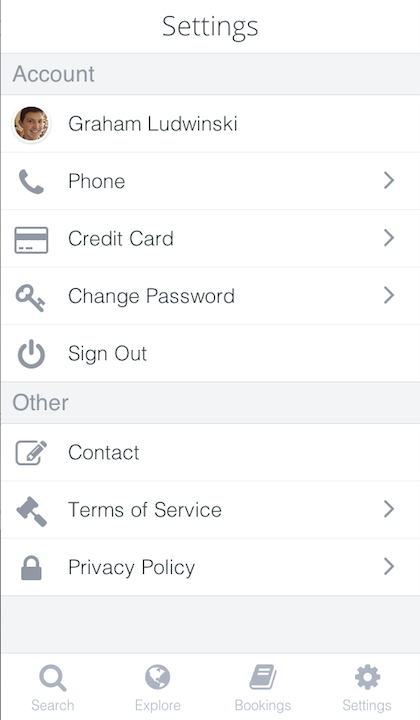 Settings
Account
Graham Ludwinski
Phone
Credit Card
Change Password
Sign Out
Other
Contact
Terms of Service
Privacy Policy
Search Explore Bookings Settings